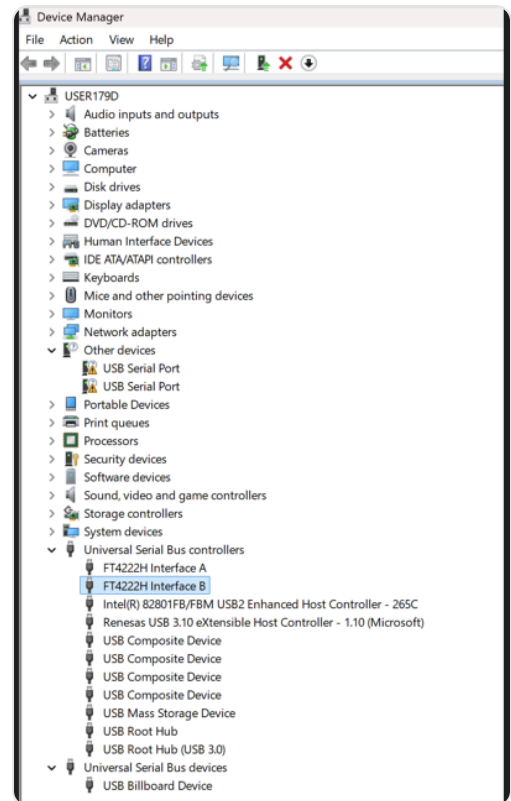 Device Manager
File Action View Help
USER179D
Audio inputs and outputs
Batteries
Cameras
Computer
Disk drives
Display adapters
DVD/CD-ROM drives
Human Interface Devices
IDE ATA/ATAPI controllers
Keyboards
Mice and other pointing devices
Monitors
Network adapters
Other devices
USB Serial Port
USB Serial Port
Portable Devices
Print queues
Processors
Security devices
Software devices
Sound, video and game controllers
Storage controllers
System devices
Universal Serial Bus controllers
FT4222H Interface A
FT4222H Interface B
Intel(R) 82801FB/FBM USB2 Enhanced Host Controller - 265C
Renesas USB 3.10 eXtensible Host Controller - 1.10 (Microsoft)
USB Composite Device
USB Composite Device
USB Composite Device
USB Composite Device
USB Mass Storage Device
USB Root Hub
USB Root Hub (USB 3.0)
Universal Serial Bus devices
USB Billboard Device